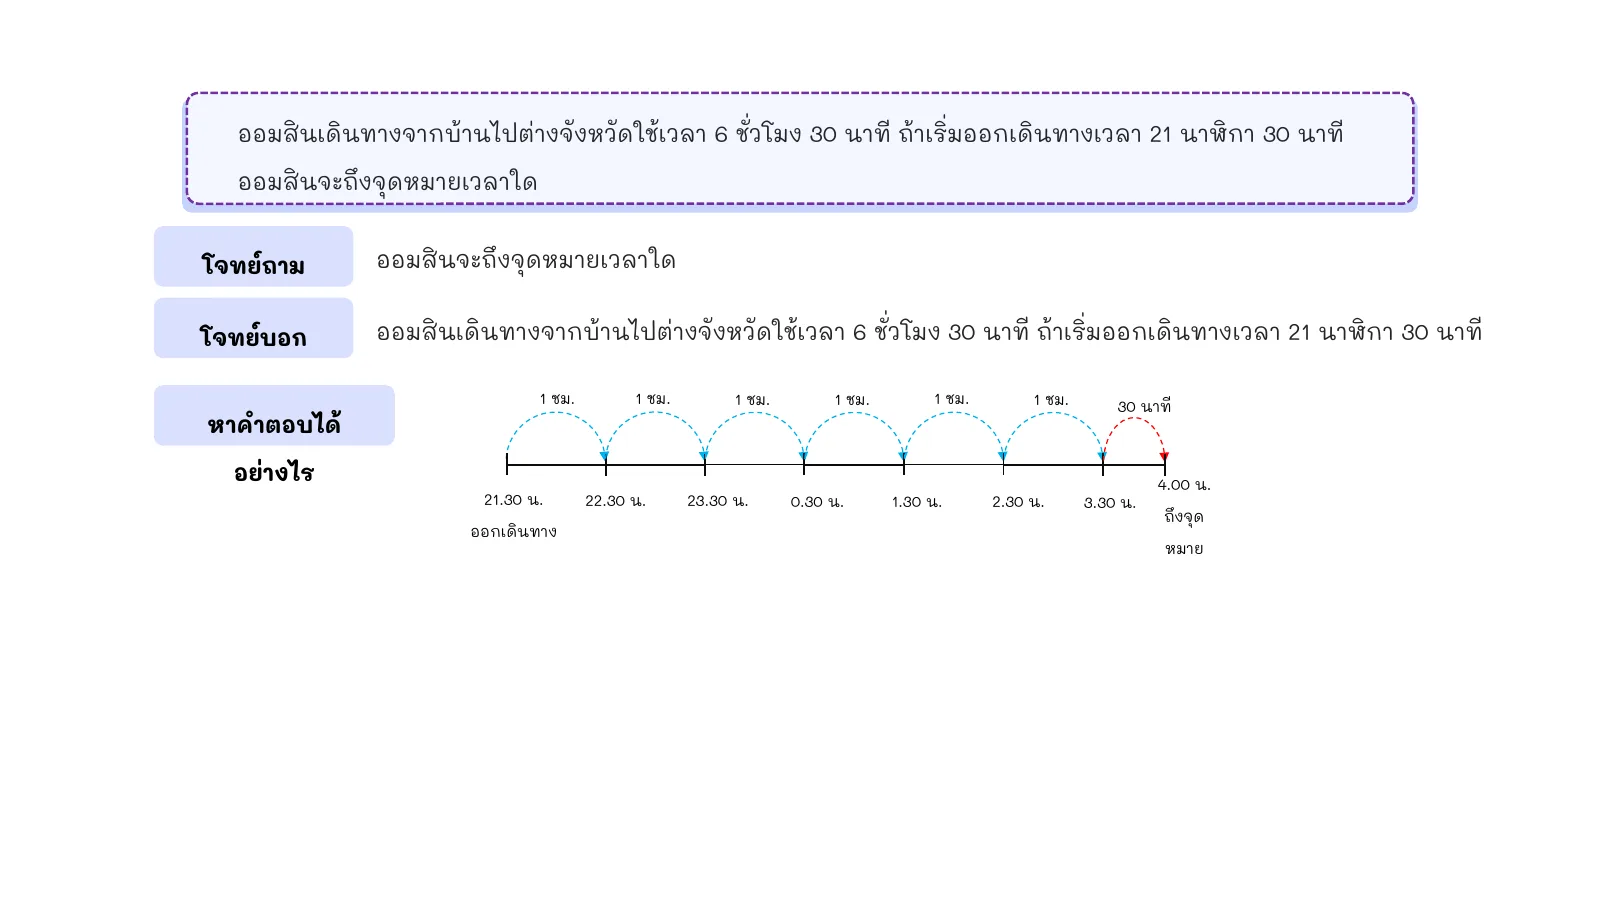 ออมสินเดินทางจากบ้านไปต่างจังหวัดใช้เวลา 6 ชั่วโมง 30 นาที ถ้าเริ่มออกเดินทางเวลา 21 นาฬิกา 30 นาที
ออมสินจะถึงจุดหมายเวลาใด
โจทย์ถาม
ออมสินจะถึงจุดหมายเวลาใด
โจทย์บอก
ออมสินเดินทางจากบ้านไปต่างจังหวัดใช้เวลา 6 ชั่วโมง 30 นาที ถ้าเริ่มออกเดินทางเวลา 21 นาฬิกา 30 นาที
หาคำตอบได้
อย่างไร
1 ชม.
1 ชม.
1 ชม.
1 ชม.
1 ชม.
1 ชม.
30 นาที
21.30 น.
ออกเดินทาง
22.30 น.
23.30 น.
0.30 น.
1.30 น.
2.30 น.
3.30 น.
4.00 น.
ถึงจุด
หมาย